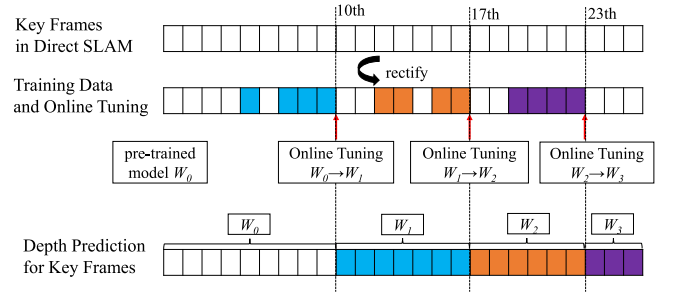 10th
17th
23th
Key Frames
in Direct SLAM
rectify
Training Data
and Online Tuning
pre-trained
model W₀
Online Tuning
W₀→W₁
Online Tuning
W₁→W₂
Online Tuning
W₂→W₃
W₀
W₁
W₂
W₃
Depth Prediction
for Key Frames